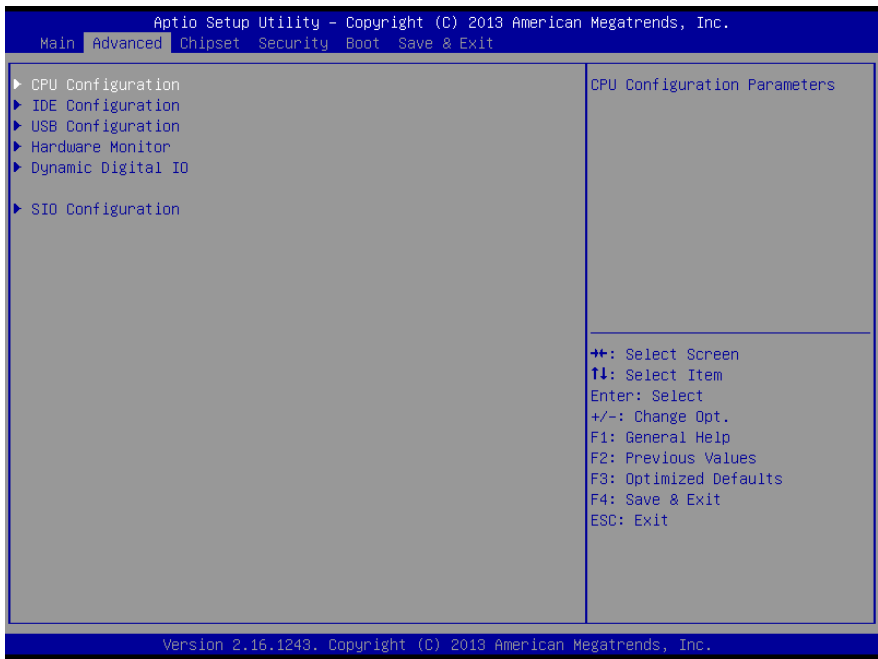 Aptio Setup Utility – Copyright (C) 2013 American Megatrends, Inc.
Main Advanced Chipset Security Boot Save & Exit
▶ CPU Configuration
▶ IDE Configuration
▶ USB Configuration
▶ Hardware Monitor
▶ Dynamic Digital IO
▶ SIO Configuration
CPU Configuration Parameters
→←: Select Screen
↑↓: Select Item
Enter: Select
+/-: Change Opt.
F1: General Help
F2: Previous Values
F3: Optimized Defaults
F4: Save & Exit
ESC: Exit
Version 2.16.1243. Copyright (C) 2013 American Megatrends, Inc.